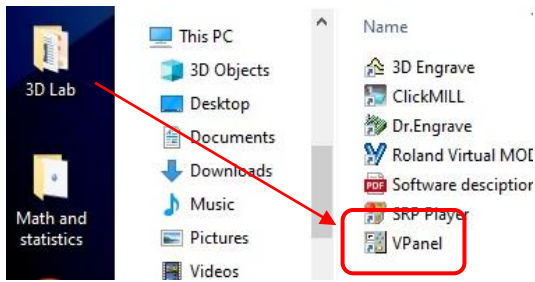 3D Lab
Math and
statistics
This PC
3D Objects
Desktop
Documents
Downloads
Music
Pictures
Videos
Name
3D Engrave
ClickMILL
Dr.Engrave
Roland Virtual MOD
PDF Software desciption
SRP Player
VPanel